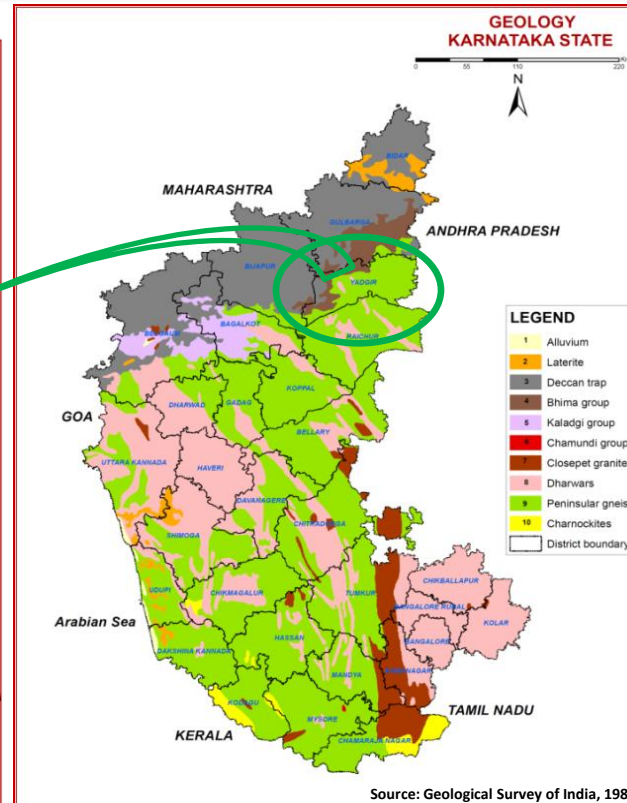 GEOLOGY
KARNATAKA STATE
0 55 110 220
N
BIDAR
MAHARASHTRA
GULBARGA
ANDHRA PRADESH
BIJAPUR
YADGIR
BAGALKOT
RAICHUR
KOPPAL
GOA
DHARWAD
GADAG
BELLARY
UTTARA KANNADA
HAVERI
DAVARAGERE
CHITRADURGA
SHIMOGA
CHIKBALLAPUR
UDUPI
CHIKMAGALUR
TUMKUR
BANGALORE RURAL
KOLAR
Arabian Sea
HASSAN
BANGALORE
DAKSHINA KANNADA
MANDYA
KODAGU
MYSORE
TAMIL NADU
KERALA
CHAMARAJA NAGAR
LEGEND
1 Alluvium
2 Laterite
3 Deccan trap
4 Bhima group
5 Kaladgi group
6 Chamundi group
7 Closepet granite
8 Dharwars
9 Peninsular gneis
10 Charnockites
District boundary
Source: Geological Survey of India, 198